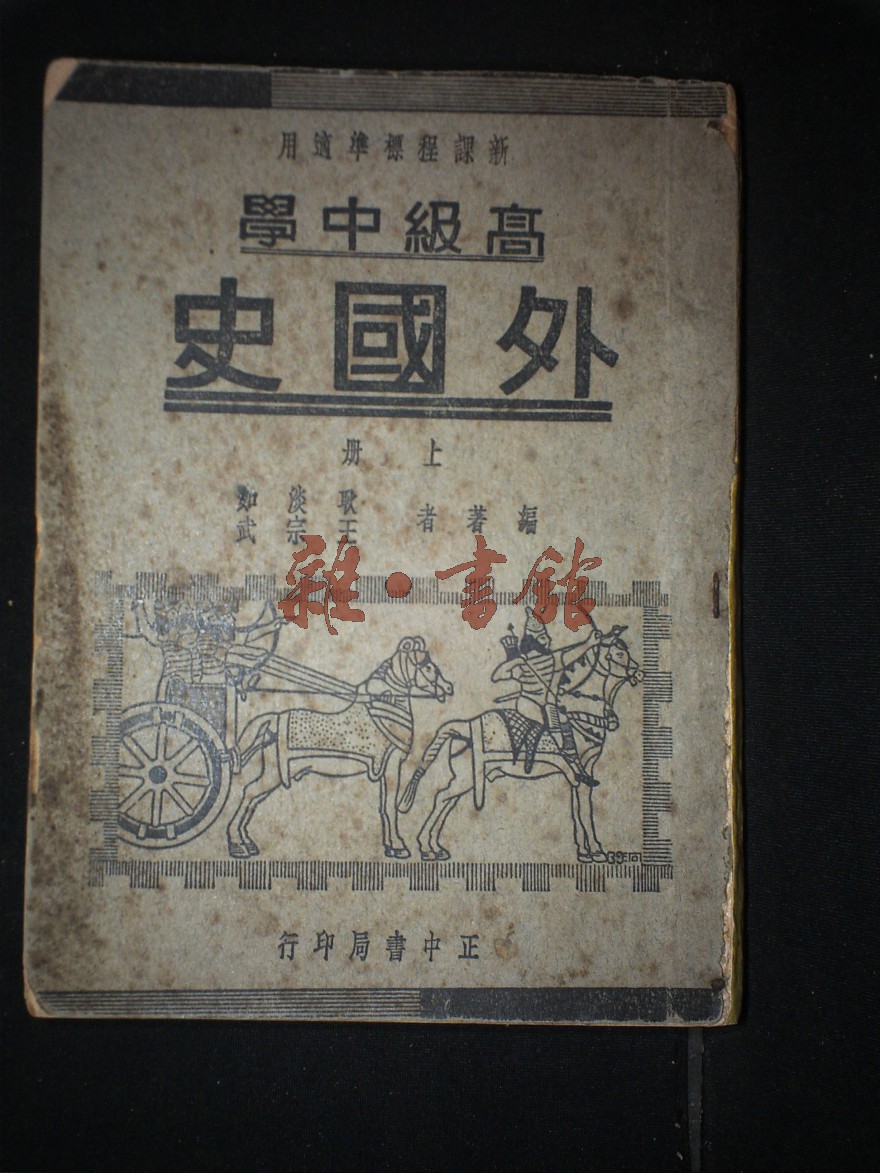 新課程標準適用
高級中學
外國史
上册
編著者
耿淡如
王宗武
雜·書館
正中書局印行